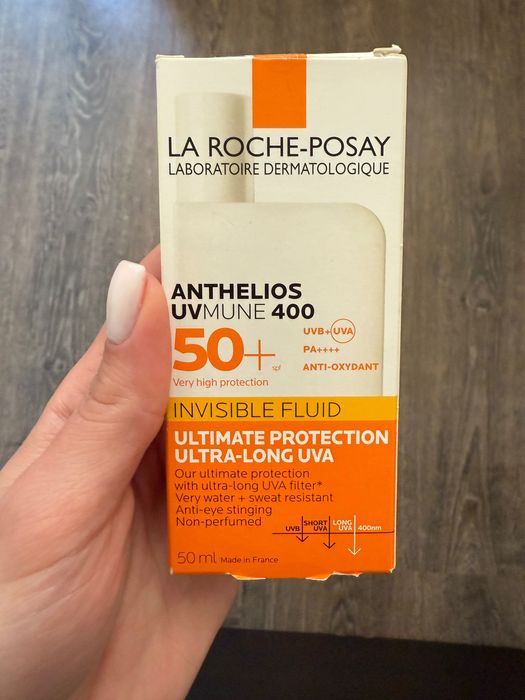 LA ROCHE-POSAY
LABORATOIRE DERMATOLOGIQUE
ANTHELIOS
UVMUNE 400
50+
spf
Very high protection
UVB+UVA
PA++++
ANTI-OXYDANT
INVISIBLE FLUID
ULTIMATE PROTECTION
ULTRA-LONG UVA
Our ultimate protection
with ultra-long UVA filter*
Very water + sweat resistant
Anti-eye stinging
Non-perfumed
UVB
SHORT UVA
LONG UVA
400nm
50 ml Made in France